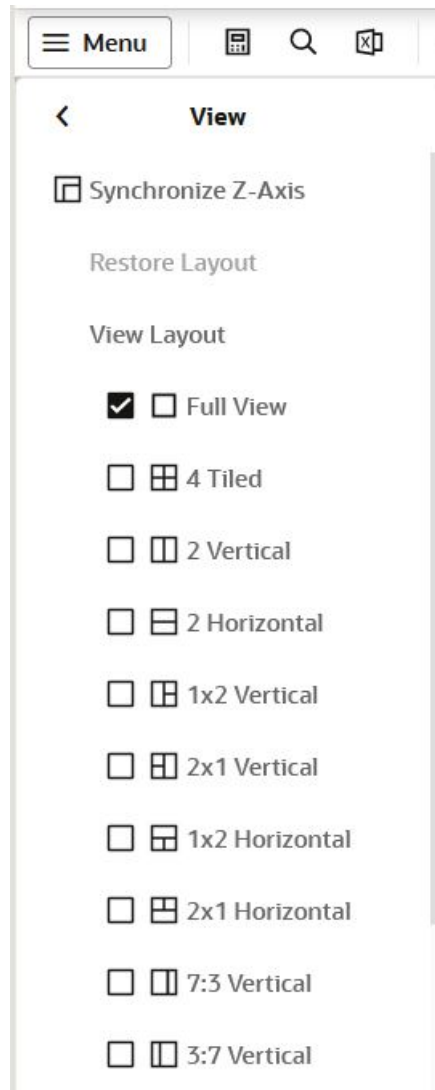 Menu
View
Synchronize Z-Axis
Restore Layout
View Layout
Full View
4 Tiled
2 Vertical
2 Horizontal
1x2 Vertical
2x1 Vertical
1x2 Horizontal
2x1 Horizontal
7:3 Vertical
3:7 Vertical